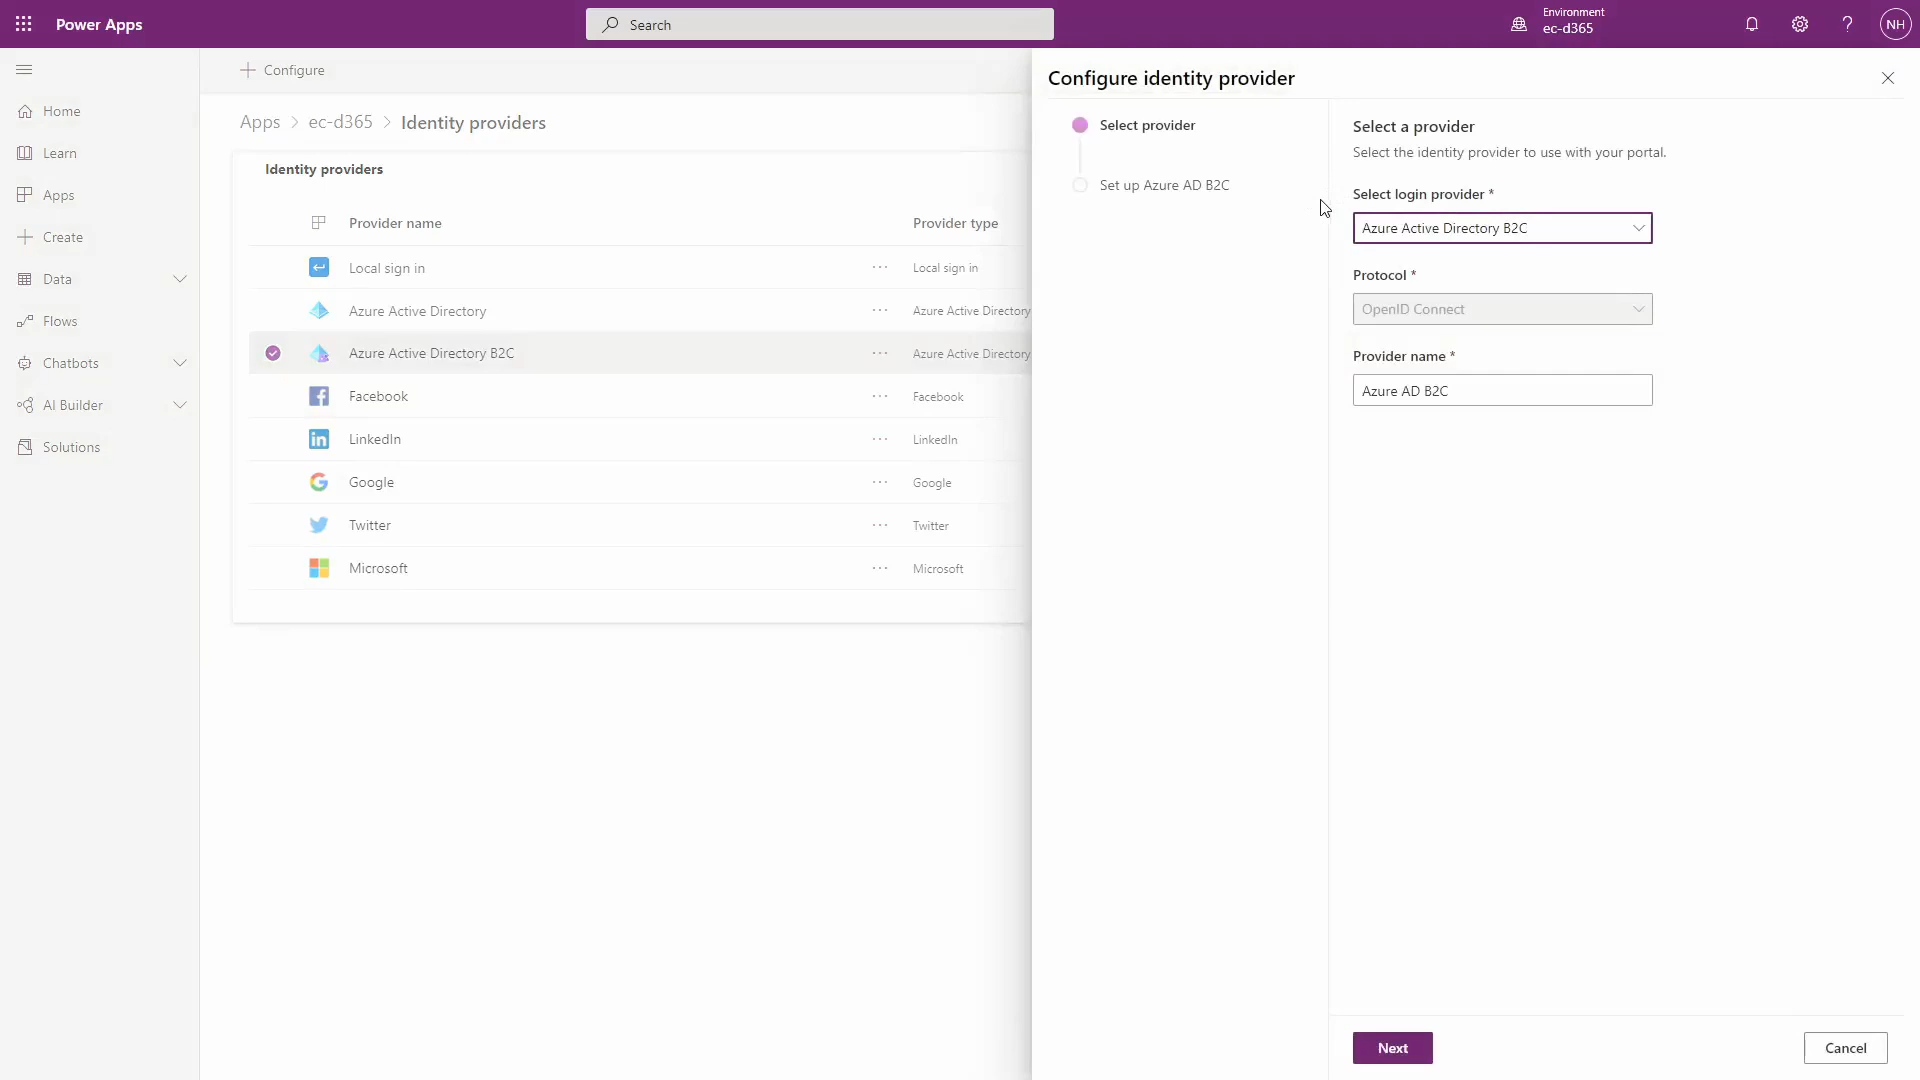 Power Apps
Search
Environment
ec-d365
?
NH
Home
Learn
Apps
Create
Data
Flows
Chatbots
AI Builder
Solutions
Configure
Apps > ec-d365 > Identity providers
Identity providers
Provider name
Provider type
Local sign in ··· Local sign in
Azure Active Directory ··· Azure Active Directory
Azure Active Directory B2C ··· Azure Active Directory
Facebook ··· Facebook
LinkedIn ··· LinkedIn
Google ··· Google
Twitter ··· Twitter
Microsoft ··· Microsoft
Configure identity provider
Select provider
Set up Azure AD B2C
Select a provider
Select the identity provider to use with your portal.
Select login provider *
Azure Active Directory B2C
Protocol *
OpenID Connect
Provider name *
Azure AD B2C
Next
Cancel